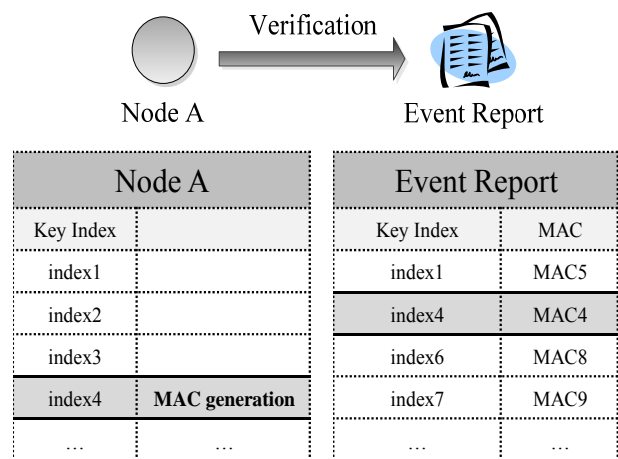 Verification
Node A
Event Report
Node A
Key Index
index1
index2
index3
index4 MAC generation
… …
Event Report
Key Index MAC
index1 MAC5
index4 MAC4
index6 MAC8
index7 MAC9
… …